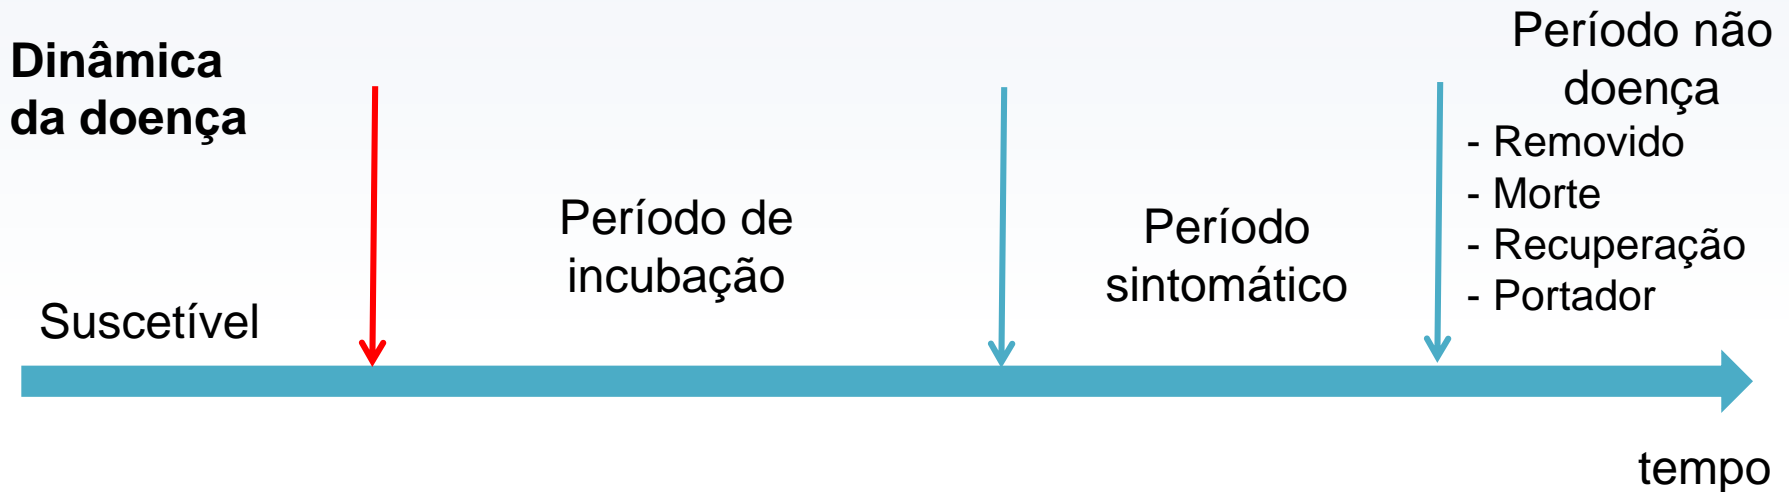 Dinâmica
da doença
Suscetível
Período de
incubação
Período
sintomático
Período não
doença
- Removido
- Morte
- Recuperação
- Portador
tempo